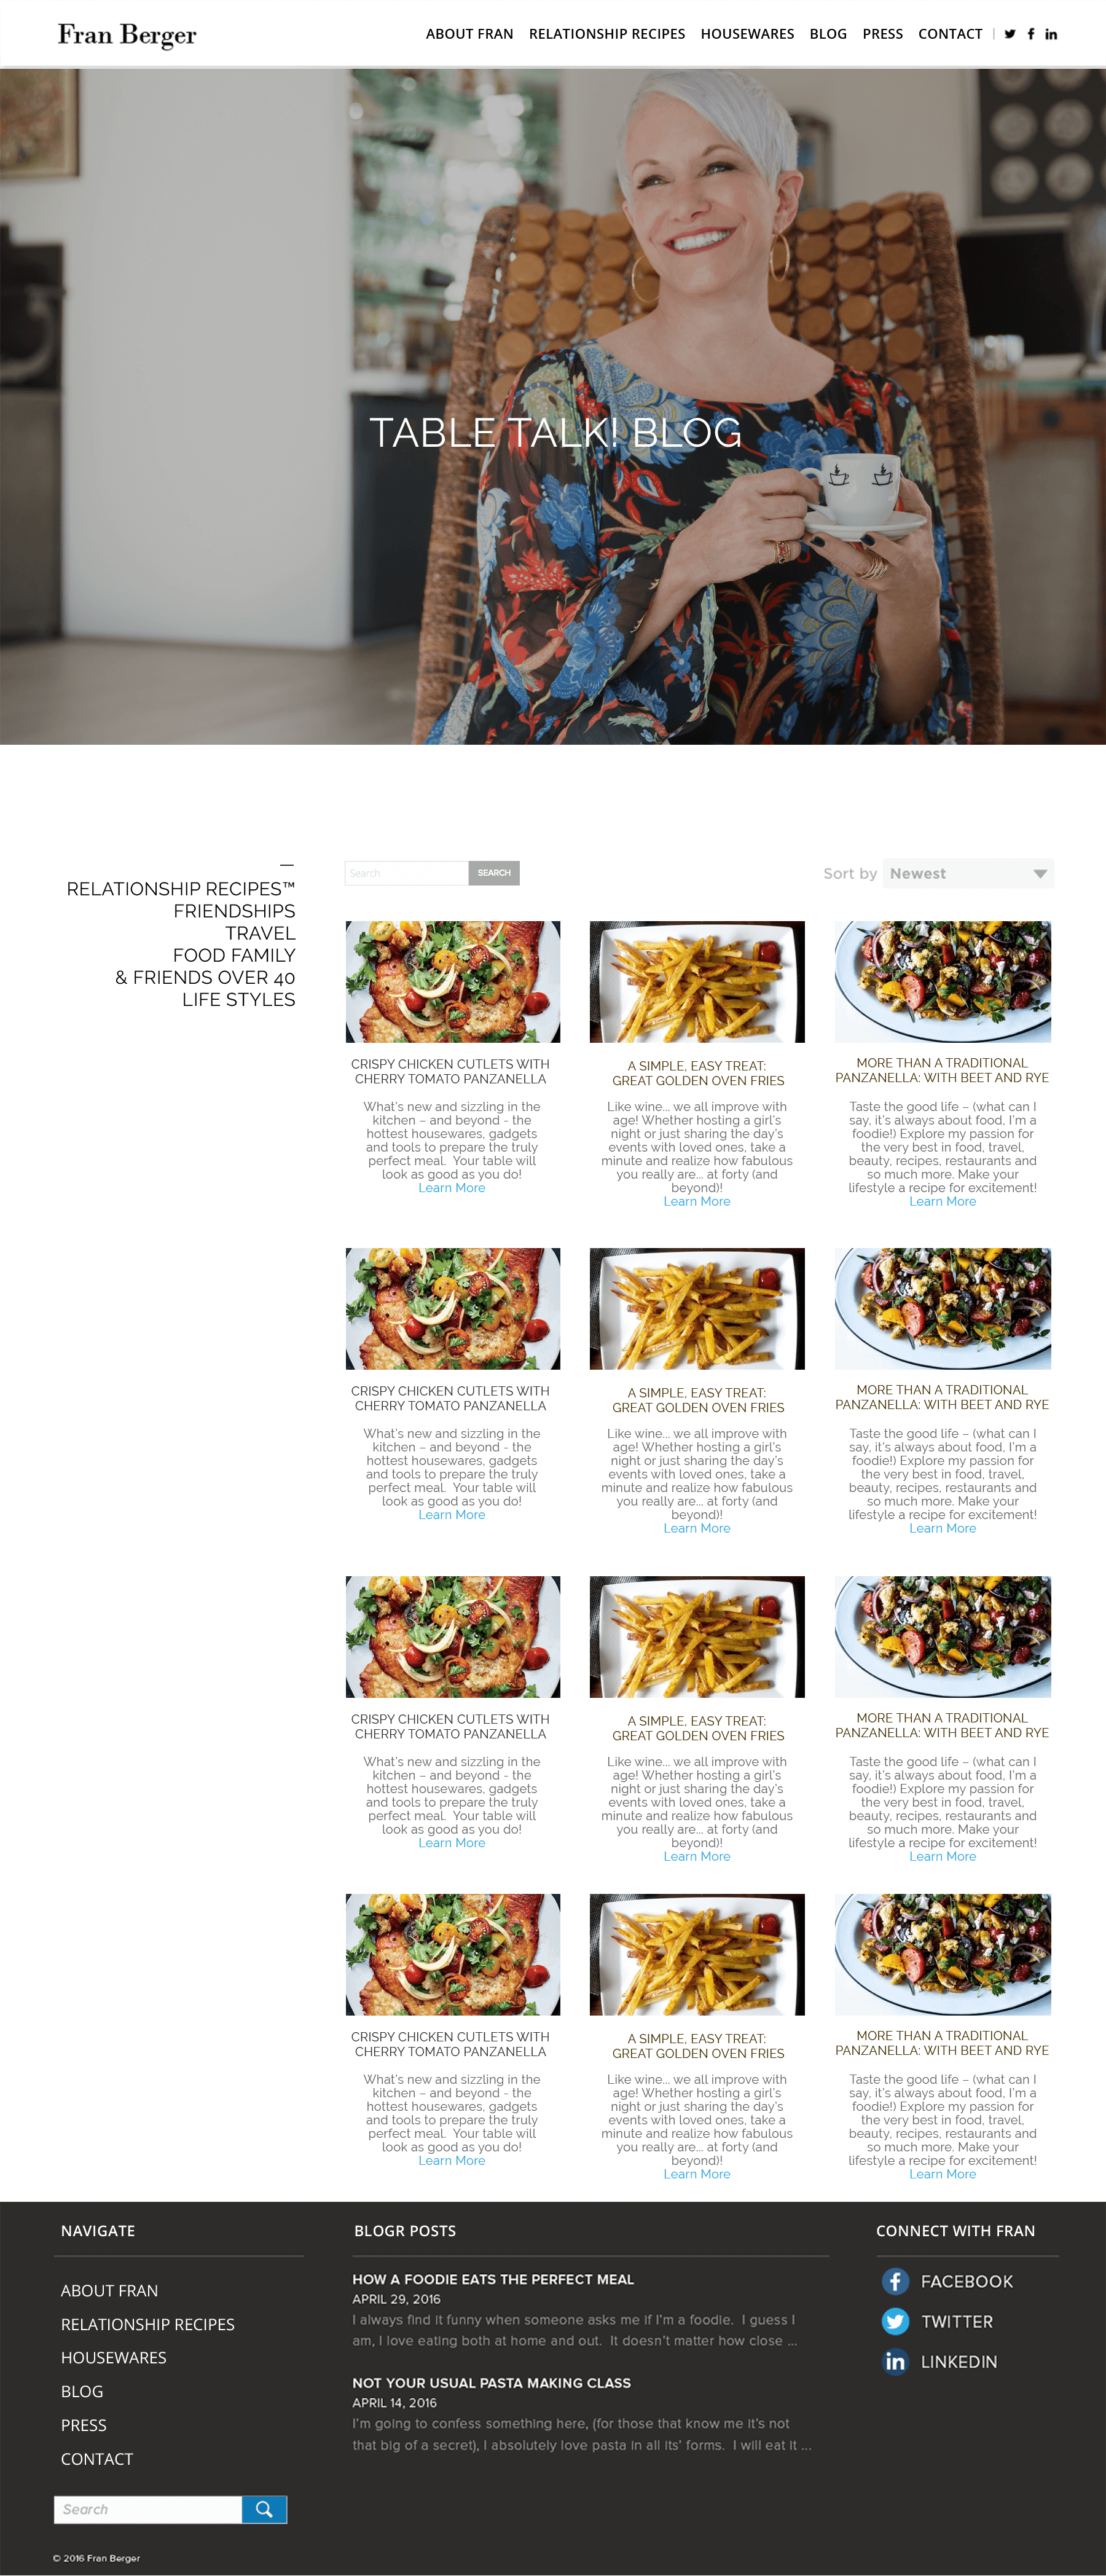 Fran Berger
ABOUT FRAN RELATIONSHIP RECIPES HOUSEWARES BLOG PRESS CONTACT
TABLE TALK! BLOG
RELATIONSHIP RECIPES™
FRIENDSHIPS
TRAVEL
FOOD FAMILY
& FRIENDS OVER 40
LIFE STYLES
Search SEARCH
Sort by Newest
CRISPY CHICKEN CUTLETS WITH
CHERRY TOMATO PANZANELLA
What's new and sizzling in the
kitchen – and beyond - the
hottest housewares, gadgets
and tools to prepare the truly
perfect meal. Your table will
look as good as you do!
Learn More
A SIMPLE, EASY TREAT:
GREAT GOLDEN OVEN FRIES
Like wine... we all improve with
age! Whether hosting a girl's
night or just sharing the day's
events with loved ones, take a
minute and realize how fabulous
you really are... at forty (and
beyond)!
Learn More
MORE THAN A TRADITIONAL
PANZANELLA: WITH BEET AND RYE
Taste the good life – (what can I
say, it's always about food, I'm a
foodie!) Explore my passion for
the very best in food, travel,
beauty, recipes, restaurants and
so much more. Make your
lifestyle a recipe for excitement!
Learn More
CRISPY CHICKEN CUTLETS WITH
CHERRY TOMATO PANZANELLA
What's new and sizzling in the
kitchen – and beyond - the
hottest housewares, gadgets
and tools to prepare the truly
perfect meal. Your table will
look as good as you do!
Learn More
A SIMPLE, EASY TREAT:
GREAT GOLDEN OVEN FRIES
Like wine... we all improve with
age! Whether hosting a girl's
night or just sharing the day's
events with loved ones, take a
minute and realize how fabulous
you really are... at forty (and
beyond)!
Learn More
MORE THAN A TRADITIONAL
PANZANELLA: WITH BEET AND RYE
Taste the good life – (what can I
say, it's always about food, I'm a
foodie!) Explore my passion for
the very best in food, travel,
beauty, recipes, restaurants and
so much more. Make your
lifestyle a recipe for excitement!
Learn More
CRISPY CHICKEN CUTLETS WITH
CHERRY TOMATO PANZANELLA
What's new and sizzling in the
kitchen – and beyond - the
hottest housewares, gadgets
and tools to prepare the truly
perfect meal. Your table will
look as good as you do!
Learn More
A SIMPLE, EASY TREAT:
GREAT GOLDEN OVEN FRIES
Like wine... we all improve with
age! Whether hosting a girl's
night or just sharing the day's
events with loved ones, take a
minute and realize how fabulous
you really are... at forty (and
beyond)!
Learn More
MORE THAN A TRADITIONAL
PANZANELLA: WITH BEET AND RYE
Taste the good life – (what can I
say, it's always about food, I'm a
foodie!) Explore my passion for
the very best in food, travel,
beauty, recipes, restaurants and
so much more. Make your
lifestyle a recipe for excitement!
Learn More
CRISPY CHICKEN CUTLETS WITH
CHERRY TOMATO PANZANELLA
What's new and sizzling in the
kitchen – and beyond - the
hottest housewares, gadgets
and tools to prepare the truly
perfect meal. Your table will
look as good as you do!
Learn More
A SIMPLE, EASY TREAT:
GREAT GOLDEN OVEN FRIES
Like wine... we all improve with
age! Whether hosting a girl's
night or just sharing the day's
events with loved ones, take a
minute and realize how fabulous
you really are... at forty (and
beyond)!
Learn More
MORE THAN A TRADITIONAL
PANZANELLA: WITH BEET AND RYE
Taste the good life – (what can I
say, it's always about food, I'm a
foodie!) Explore my passion for
the very best in food, travel,
beauty, recipes, restaurants and
so much more. Make your
lifestyle a recipe for excitement!
Learn More
NAVIGATE
ABOUT FRAN
RELATIONSHIP RECIPES
HOUSEWARES
BLOG
PRESS
CONTACT
Search
© 2016 Fran Berger
BLOGR POSTS
HOW A FOODIE EATS THE PERFECT MEAL
APRIL 29, 2016
I always find it funny when someone asks me if I'm a foodie. I guess I
am, I love eating both at home and out. It doesn't matter how close ...
NOT YOUR USUAL PASTA MAKING CLASS
APRIL 14, 2016
I'm going to confess something here, (for those that know me it's not
that big of a secret), I absolutely love pasta in all its' forms. I will eat it ...
CONNECT WITH FRAN
FACEBOOK
TWITTER
LINKEDIN